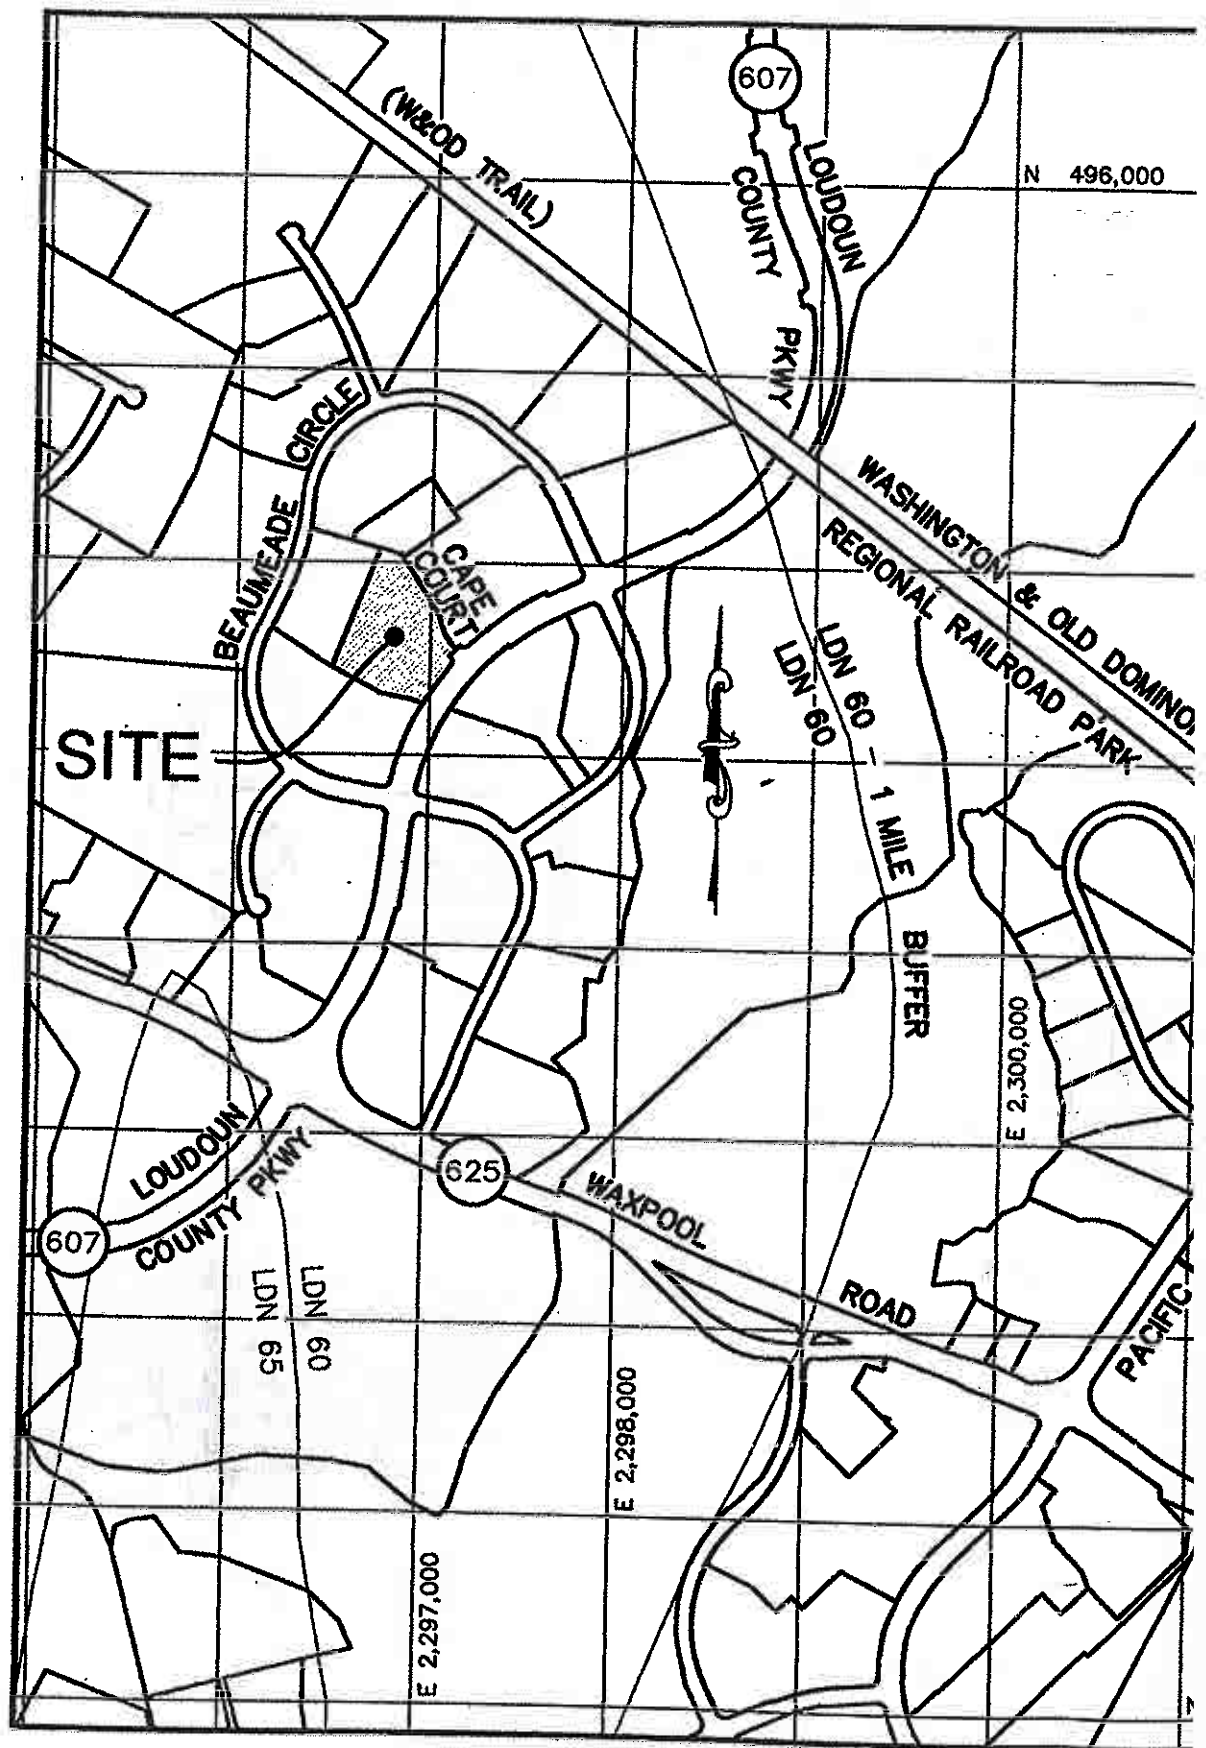 607
(W&OD TRAIL)
LOUDOUN
COUNTY
PKWY
N 496,000
CIRCLE
BEAUMEADE
CAPE
COURT
WASHINGTON & OLD DOMINO
REGIONAL RAILROAD PARK
SITE
LDN 60 - 1 MILE
BUFFER
LDN-60
E 2,300,000
LOUDOUN
COUNTY PKWY
607
625
WAXPOOL
ROAD
PACIFIC
LDN 60
LDN 65
E 2,298,000
E 2,297,000